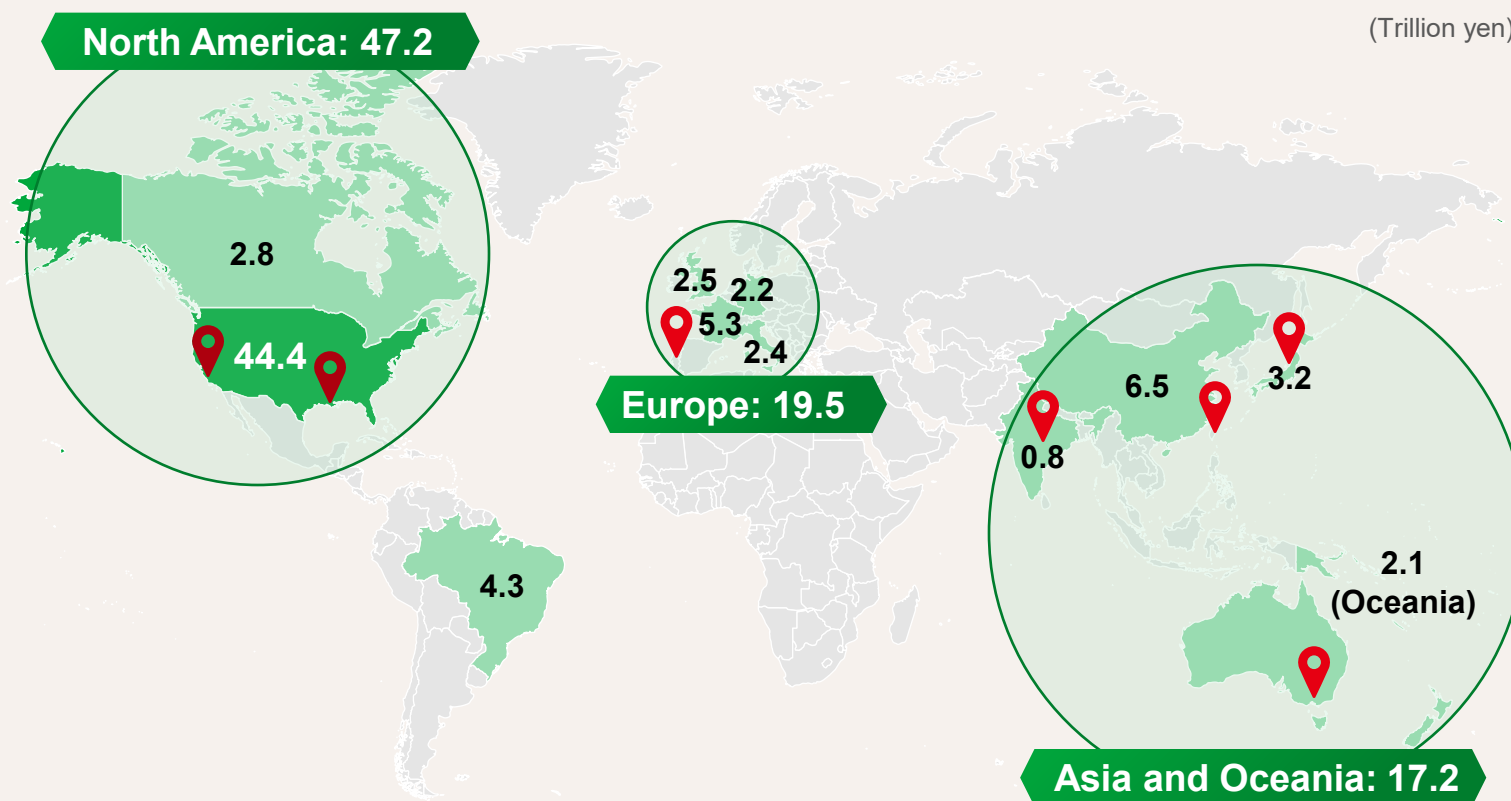 North America: 47.2
(Trillion yen)
2.8
44.4
2.5
2.2
5.3
2.4
Europe: 19.5
4.3
6.5
3.2
0.8
2.1
(Oceania)
Asia and Oceania: 17.2